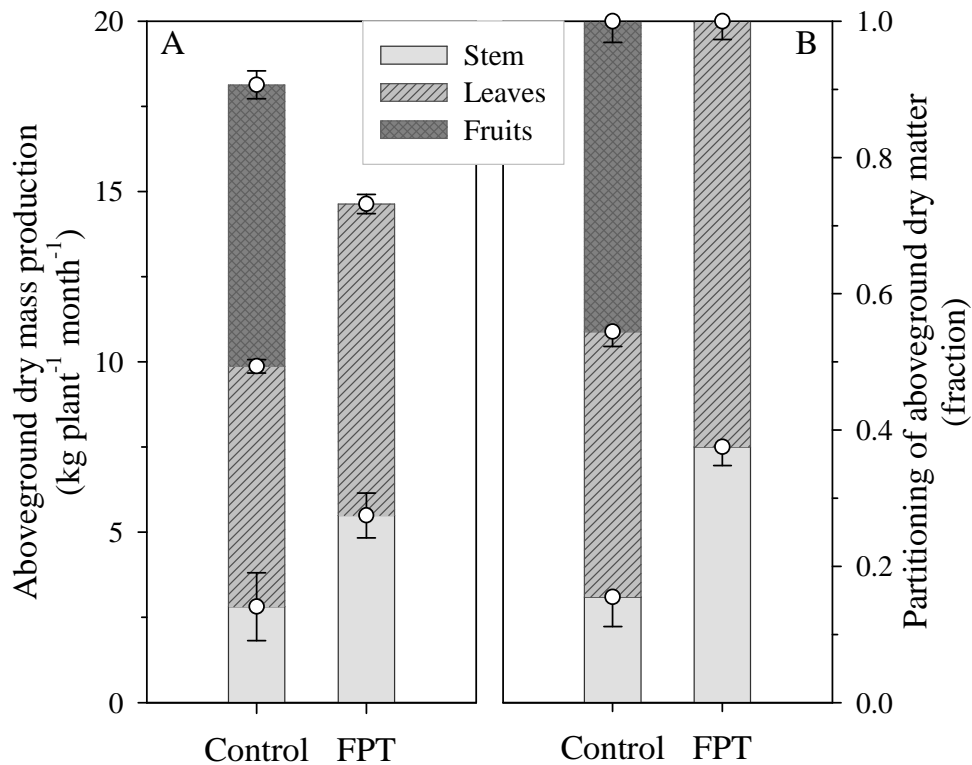 A
B
Stem
Leaves
Fruits
Aboveground dry mass production
(kg plant⁻¹ month⁻¹)
20
15
10
5
0
Control
FPT
Control
FPT
1.0
0.8
0.6
0.4
0.2
0.0
Partitioning of aboveground dry matter
(fraction)